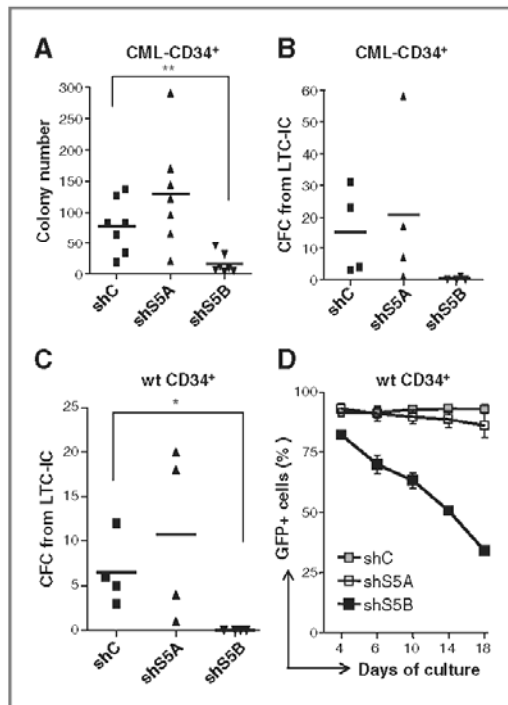 A
CML-CD34+
**
Colony number
300
250
200
150
100
50
0
shC
shS5A
shS5B
B
CML-CD34+
CFC from LTC-IC
60
50
40
30
20
10
0
shC
shS5A
shS5B
C
wt CD34+
*
CFC from LTC-IC
25
20
15
10
5
0
shC
shS5A
shS5B
D
wt CD34+
GFP+ cells (%)
100
75
50
25
0
shC
shS5A
shS5B
4 6 10 14 18
Days of culture